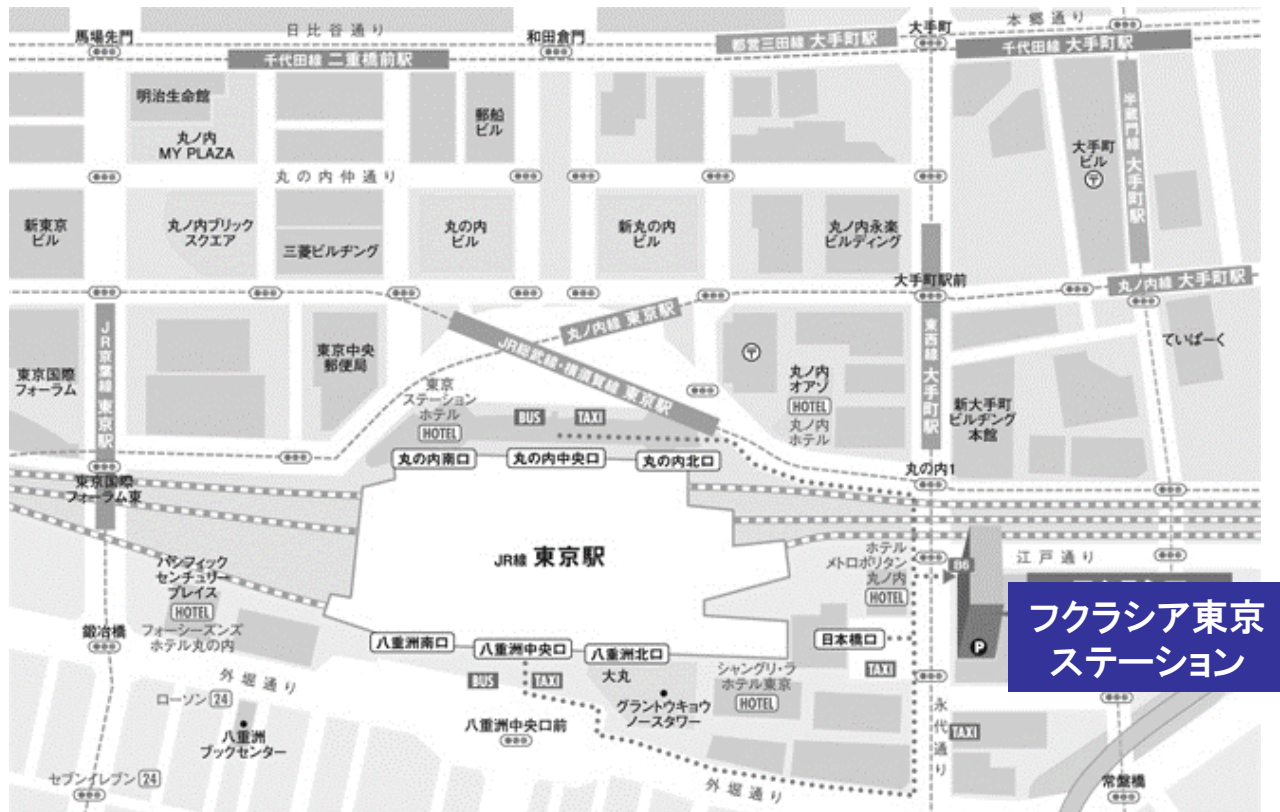 日比谷通り
本郷通り
馬場先門
和田倉門
大手町
都営三田線 大手町駅
千代田線 大手町駅
千代田線 二重橋前駅
明治生命館
丸ノ内
MY PLAZA
郵船
ビル
大手町
ビル
半蔵門線 大手町駅
丸の内仲通り
新東京
ビル
丸ノ内ブリック
スクエア
三菱ビルヂング
丸の内
ビル
新丸の内
ビル
丸ノ内永楽
ビルディング
大手町駅前
丸ノ内線 大手町駅
JR京葉線 東京駅
東京中央
郵便局
丸ノ内線 東京駅
JR総武線・横須賀線 東京駅
東西線 大手町駅
ていぱーく
東京国際
フォーラム
東京
ステーション
ホテル
HOTEL
BUS
TAXI
丸ノ内
オアゾ
HOTEL
丸ノ内
ホテル
新大手町
ビルヂング
本館
丸の内南口
丸の内中央口
丸の内北口
丸の内1
東京国際
フォーラム東
JR線 東京駅
パシフィック
センチュリー
プレイス
HOTEL
フォーシーズンズ
ホテル丸の内
ホテル
メトロポリタン
丸ノ内
HOTEL
B6
江戸通り
フクラシア東京
ステーション
鍛冶橋
八重洲南口
八重洲中央口
八重洲北口
日本橋口
P
外堀通り
BUS
TAXI
大丸
シャングリ・ラ
ホテル東京
HOTEL
TAXI
ローソン 24
グラントウキョウ
ノースタワー
八重洲
ブックセンター
八重洲中央口前
永代通り
TAXI
セブンイレブン 24
外堀通り
常盤橋